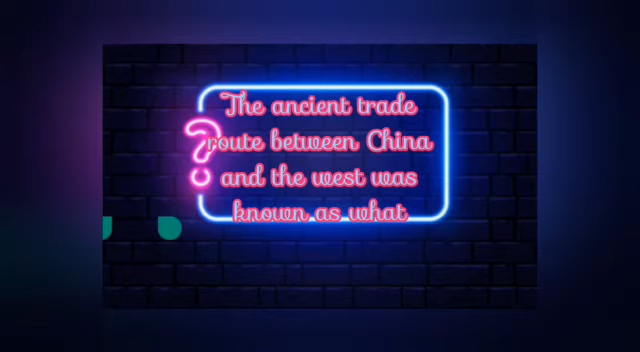 The ancient trade
route between China
and the west was
known as what